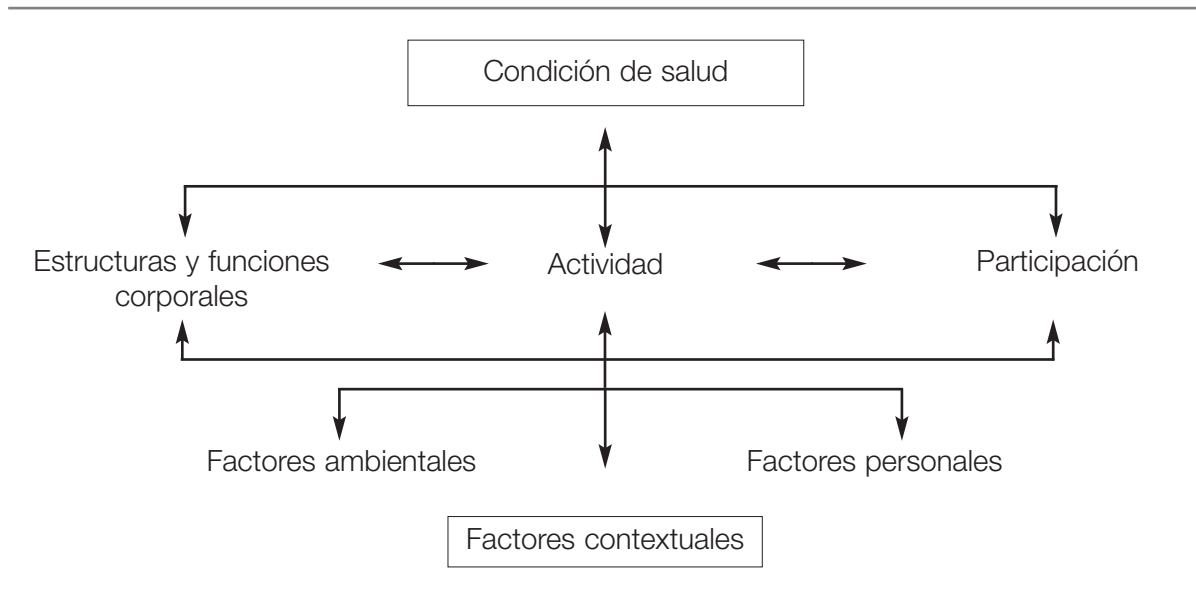 Condición de salud
Estructuras y funciones
corporales
Actividad
Participación
Factores ambientales
Factores personales
Factores contextuales